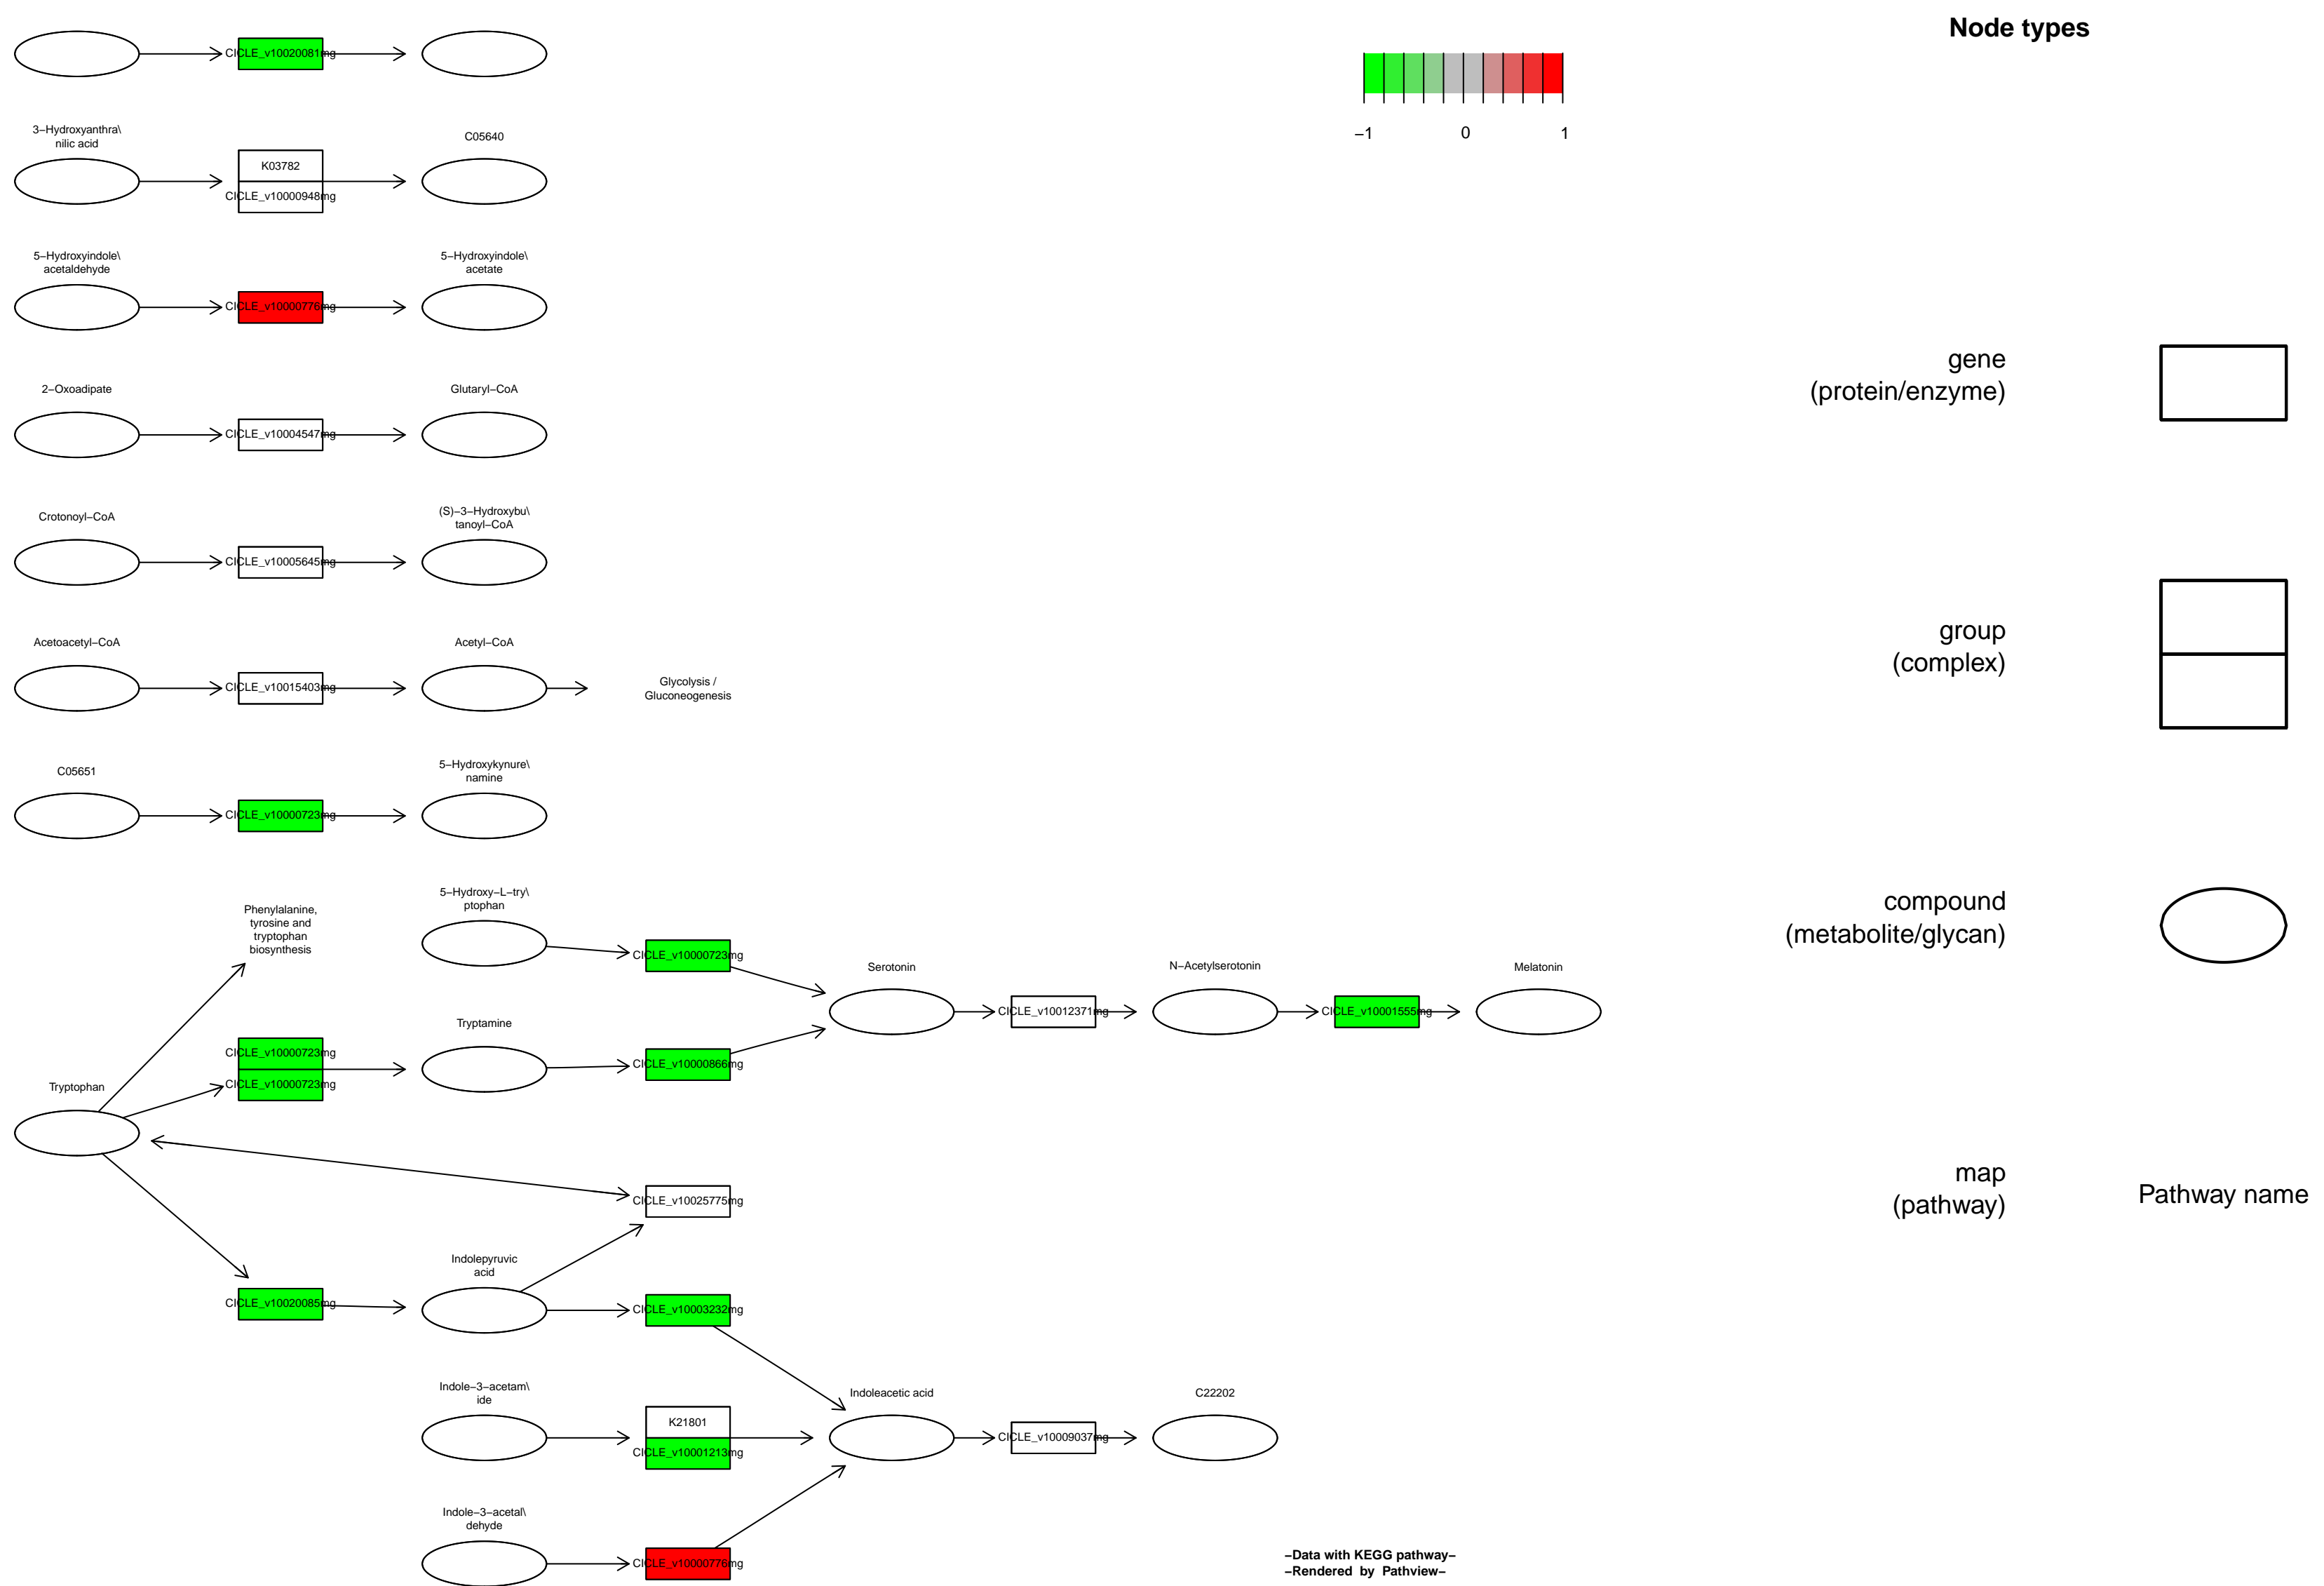 Node types
CICLE_v10020081mg
−1
0
1
3−Hydroxyanthra\
nilic acid
C05640
K03782
CICLE_v10000948mg
5−Hydroxyindole\
acetaldehyde
5−Hydroxyindole\
acetate
CICLE_v10000776mg
gene
(protein/enzyme)
2−Oxoadipate
Glutaryl−CoA
CICLE_v10004547mg
Crotonoyl−CoA
(S)−3−Hydroxybu\
tanoyl−CoA
CICLE_v10005645mg
group
(complex)
Acetoacetyl−CoA
Acetyl−CoA
CICLE_v10015403mg
Glycolysis /
Gluconeogenesis
C05651
5−Hydroxykynure\
namine
CICLE_v10000723mg
compound
(metabolite/glycan)
Phenylalanine,
tyrosine and
tryptophan
biosynthesis
5−Hydroxy−L−try\
ptophan
CICLE_v10000723mg
Serotonin
N−Acetylserotonin
Melatonin
CICLE_v10012371mg
CICLE_v10001555mg
Tryptamine
CICLE_v10000723mg
CICLE_v10000723mg
CICLE_v10000866mg
Tryptophan
map
(pathway)
Pathway name
CICLE_v10025775mg
Indolepyruvic
acid
CICLE_v10020085mg
CICLE_v10003232mg
Indole−3−acetam\
ide
Indoleacetic acid
C22202
K21801
CICLE_v10001213mg
CICLE_v10009037mg
Indole−3−acetal\
dehyde
CICLE_v10000776mg
−Data with KEGG pathway−
−Rendered by Pathview−